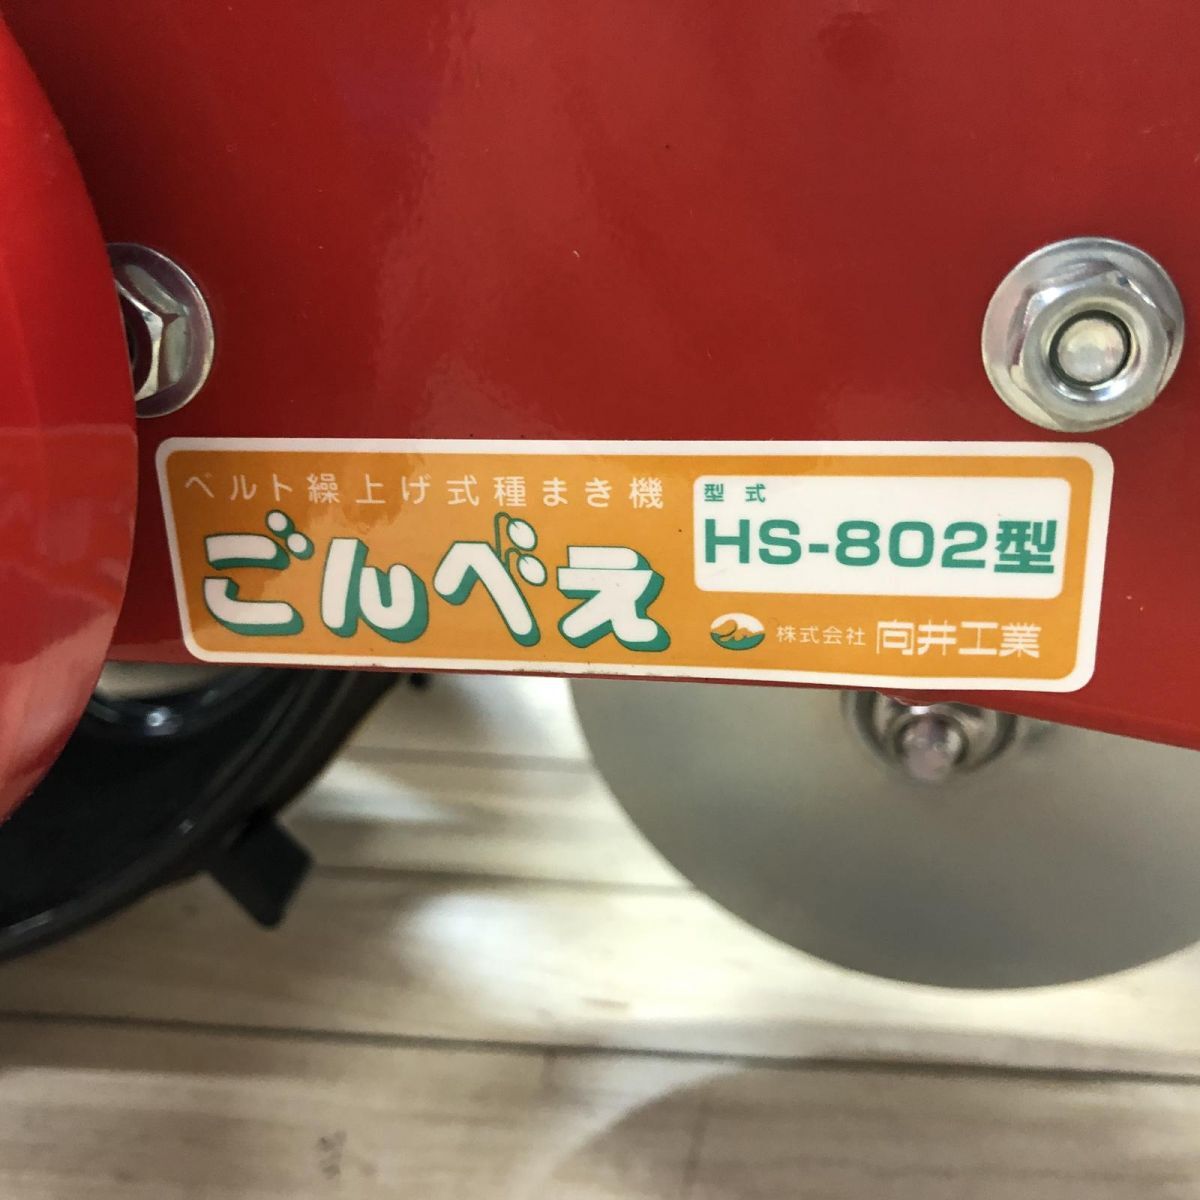 ベルト繰上げ式種まき機
ごんべえ
型式
HS-802型
株式会社 向井工業